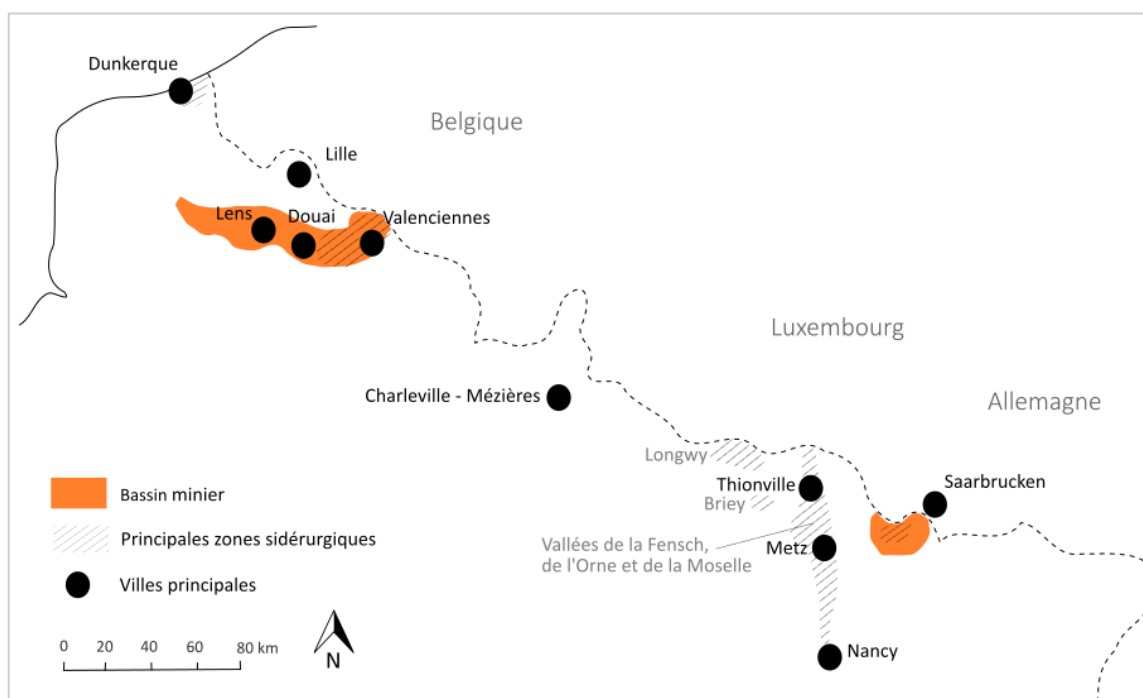 Dunkerque
Belgique
Lille
Lens
Douai
Valenciennes
Luxembourg
Charleville - Mézières
Allemagne
Longwy
Thionville
Saarbrucken
Briey
Vallées de la Fensch,
de l'Orne et de la Moselle
Metz
Nancy
Bassin minier
Principales zones sidérurgiques
Villes principales
0 20 40 60 80 km
N